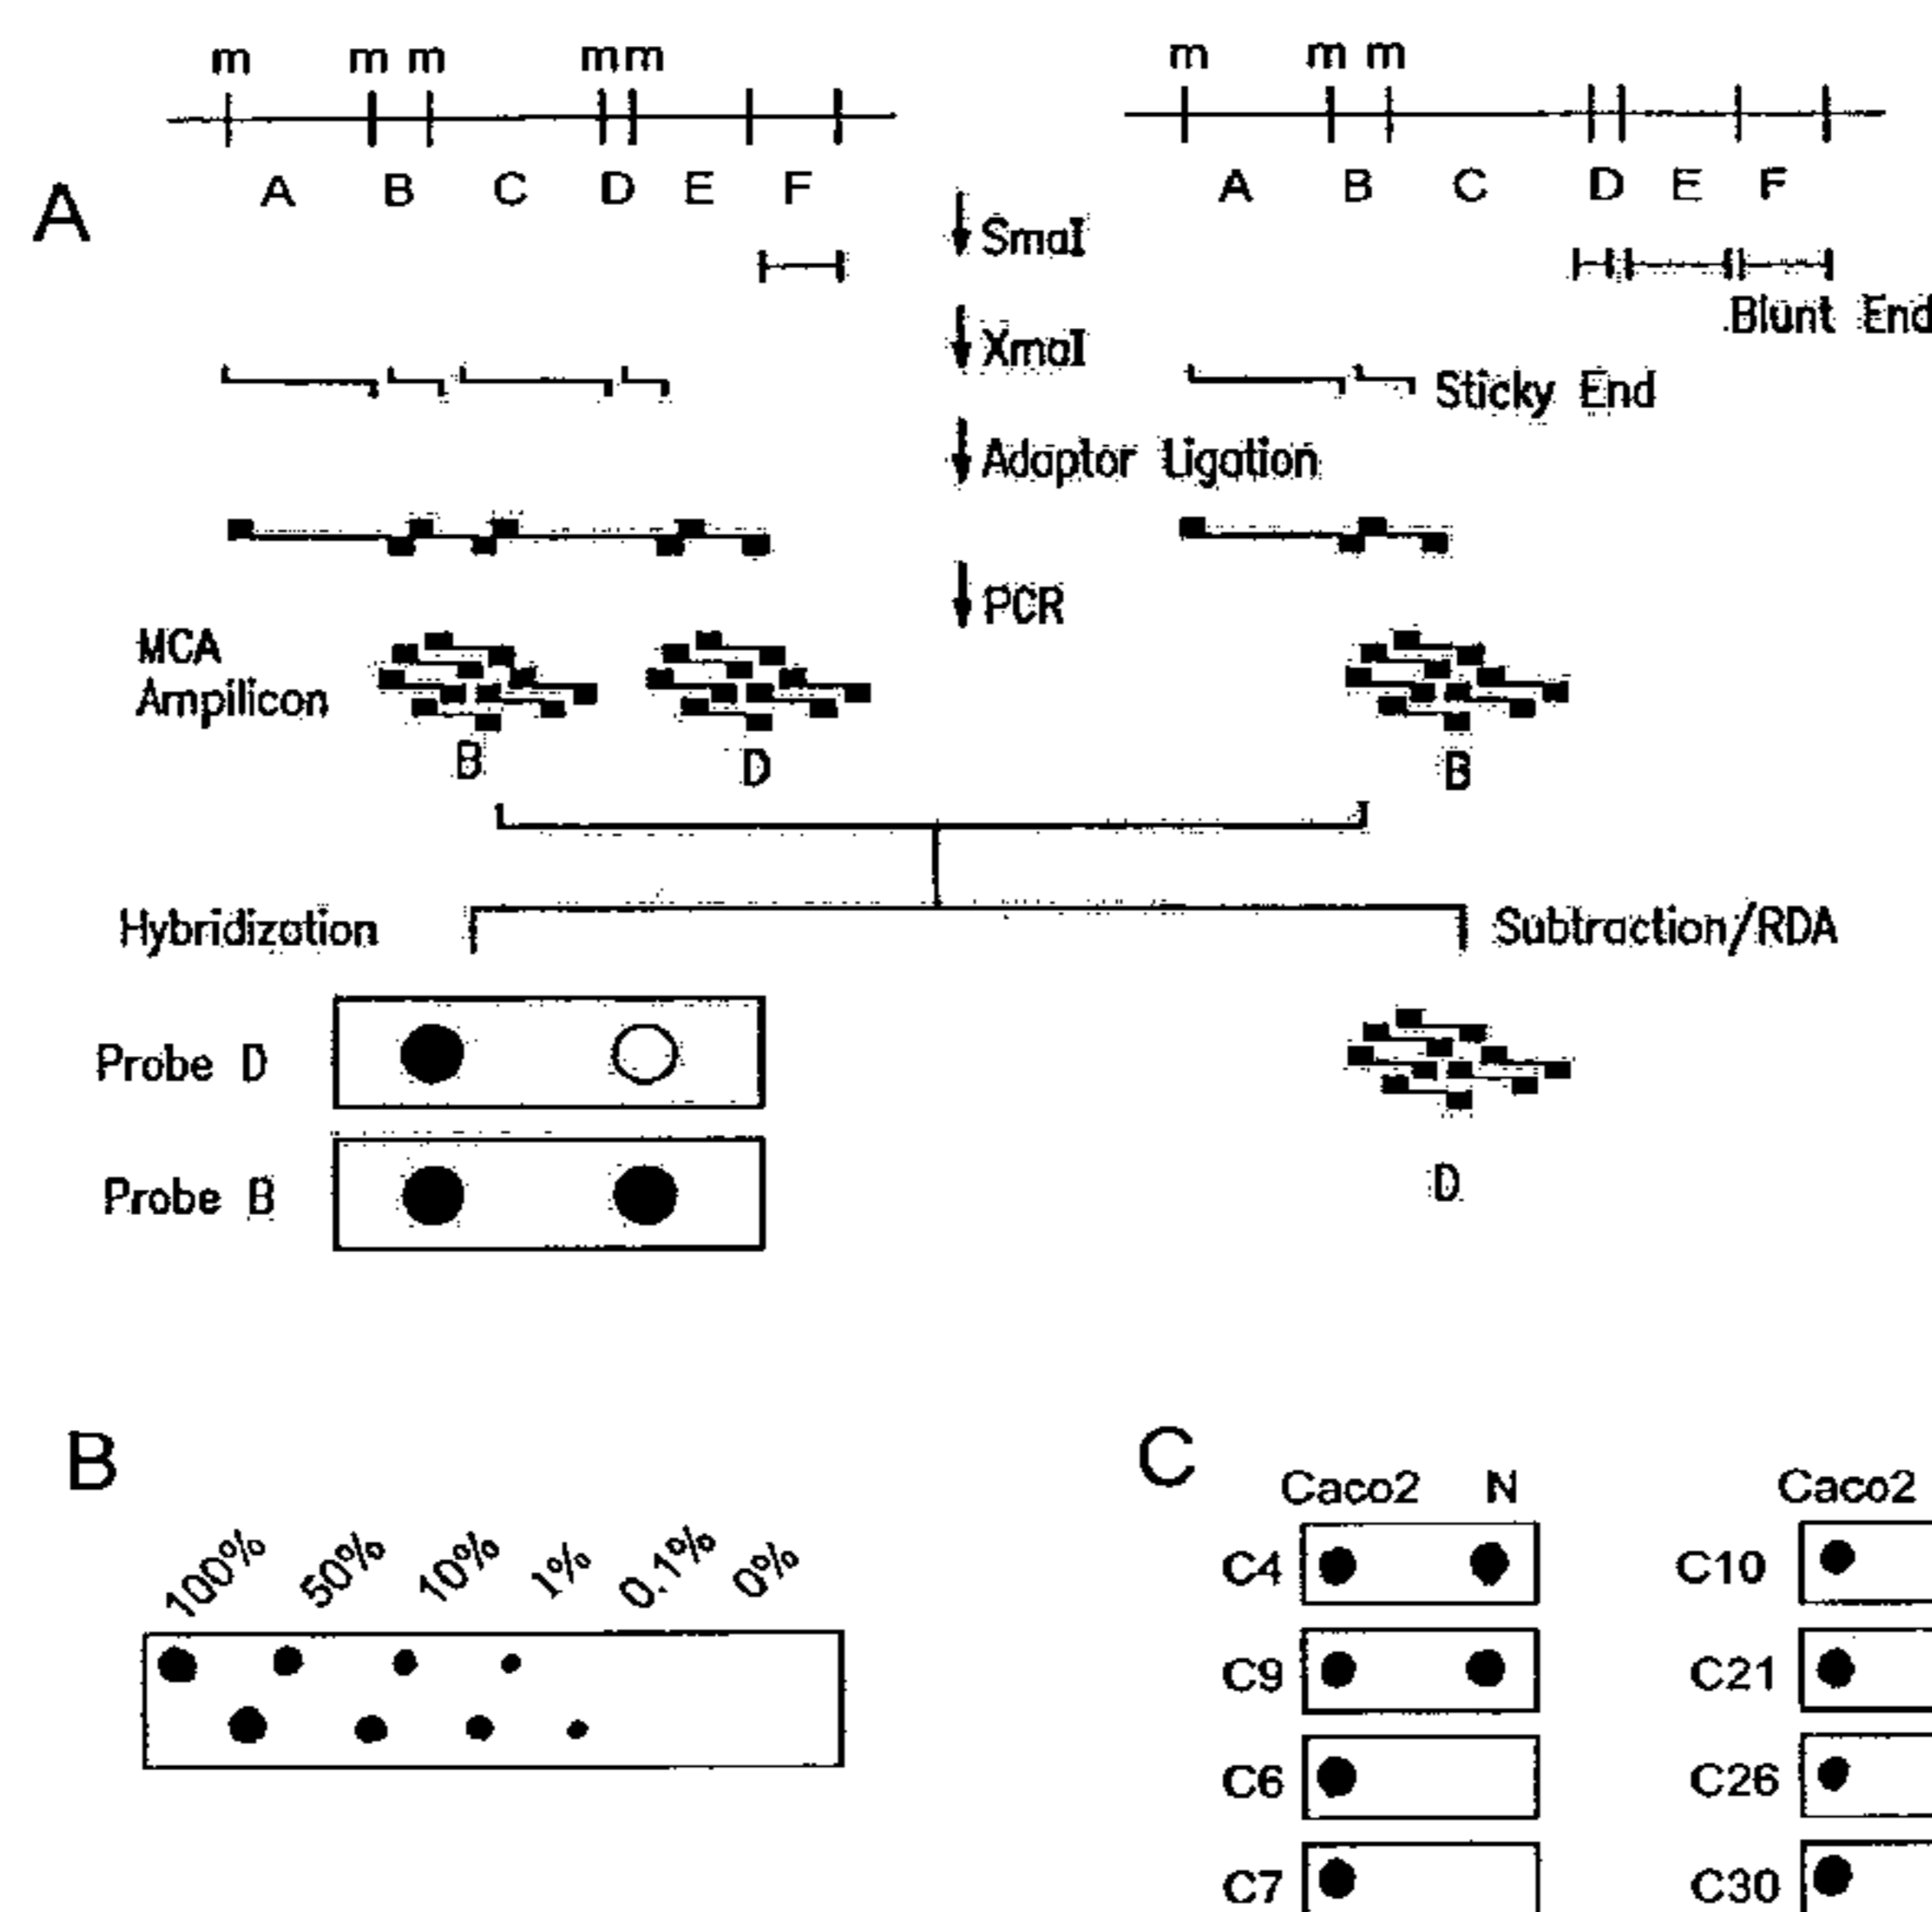 m m m m m m m m
A B C D E F A B C D E F
A
SmaI
Blunt End
XmaI
Sticky End
Adaptor Ligation
PCR
MCA
Ampilicon
B D B
Hybridization Subtraction/RDA
Probe D
Probe B
D
B
100% 50% 10% 1% 0.1% 0%
C
Caco2 N Caco2
C4 C10
C9 C21
C6 C26
C7 C30